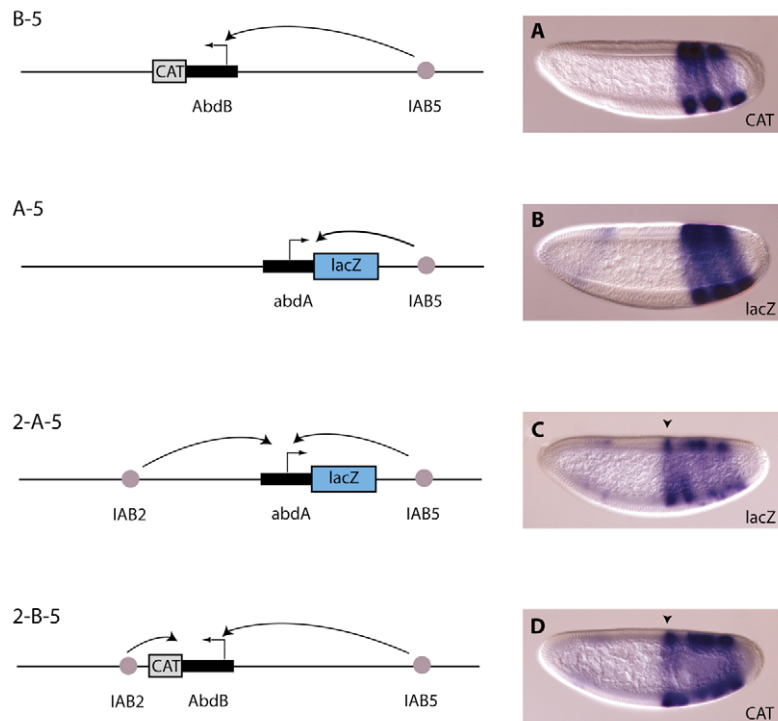 B-5
A
CAT
AbdB
IAB5
CAT
A-5
B
lacZ
abdA
IAB5
lacZ
2-A-5
C
lacZ
IAB2
abdA
IAB5
lacZ
2-B-5
D
CAT
IAB2
AbdB
IAB5
CAT